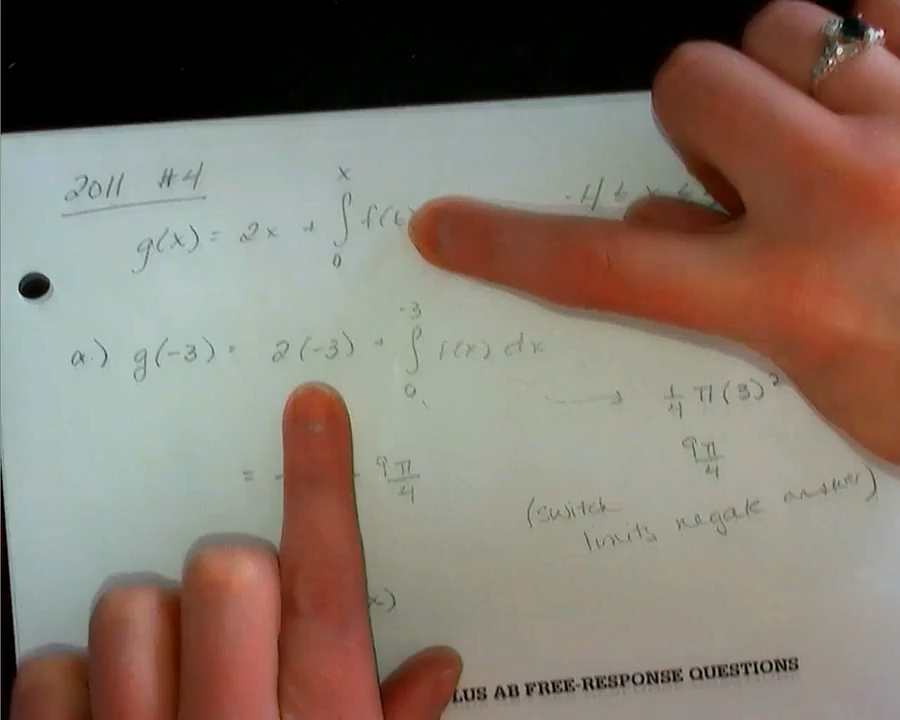 2011 #4
g(x) = 2x + ∫₀ˣ f(t)
a.) g(-3) = 2(-3) + ∫₀⁻³ f(x) dx
1/4 π(3)²
= - - 9π/4
9π/4
(switch
limits negate answer)
x)
LUS AB FREE-RESPONSE QUESTIONS